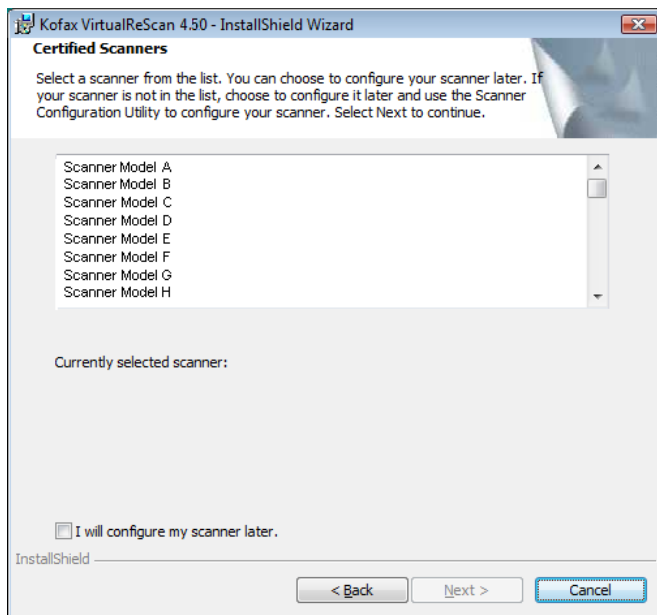 Kofax VirtualReScan 4.50 - InstallShield Wizard
Certified Scanners
Select a scanner from the list. You can choose to configure your scanner later. If
your scanner is not in the list, choose to configure it later and use the Scanner
Configuration Utility to configure your scanner. Select Next to continue.
Scanner Model A
Scanner Model B
Scanner Model C
Scanner Model D
Scanner Model E
Scanner Model F
Scanner Model G
Scanner Model H
Currently selected scanner:
I will configure my scanner later.
InstallShield
< Back Next > Cancel